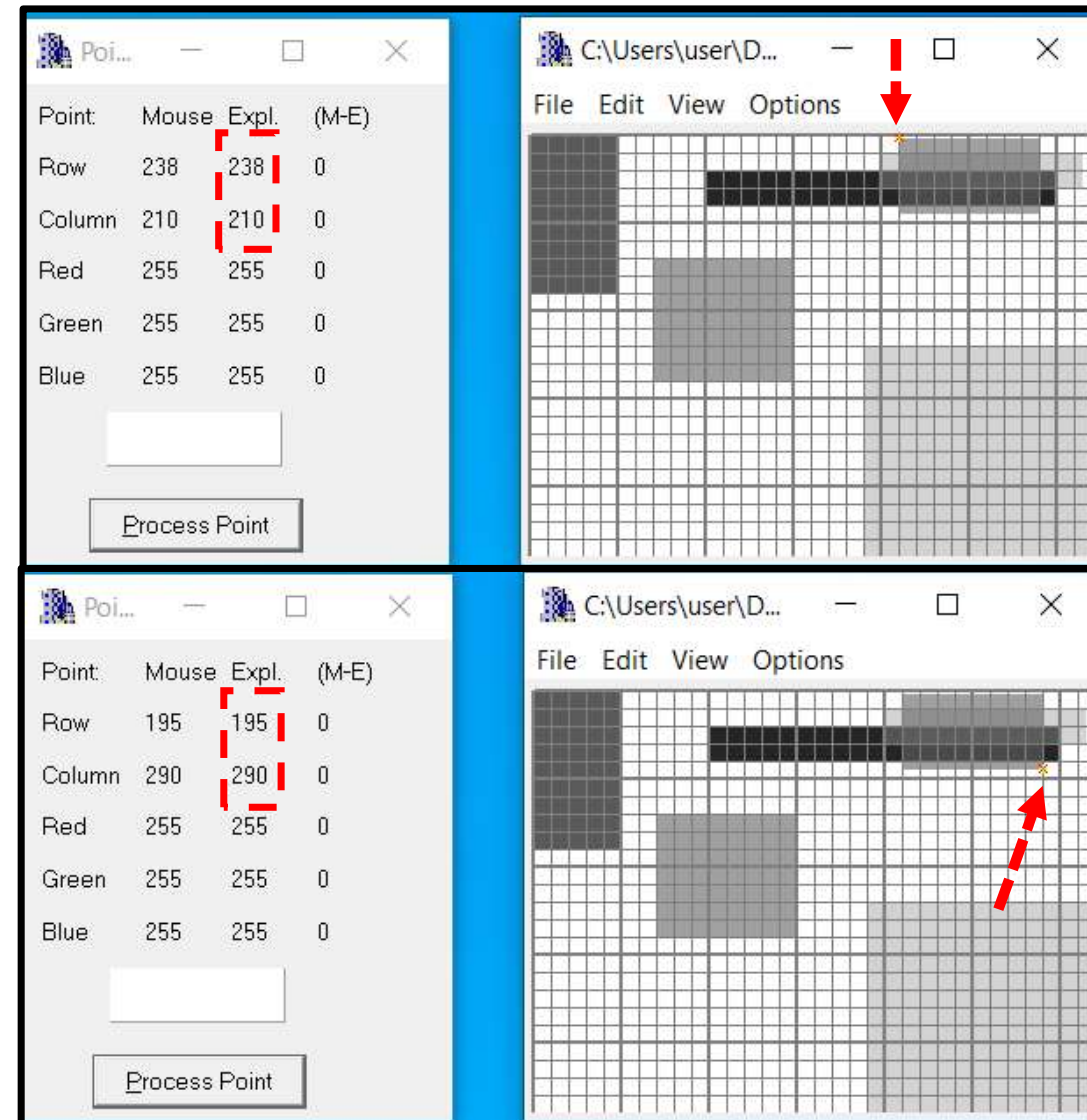 Poi...
C:\Users\user\D...
File Edit View Options
Point: Mouse Expl. (M-E)
Row 238 238 0
Column 210 210 0
Red 255 255 0
Green 255 255 0
Blue 255 255 0
Process Point
Poi...
C:\Users\user\D...
File Edit View Options
Point: Mouse Expl. (M-E)
Row 195 195 0
Column 290 290 0
Red 255 255 0
Green 255 255 0
Blue 255 255 0
Process Point